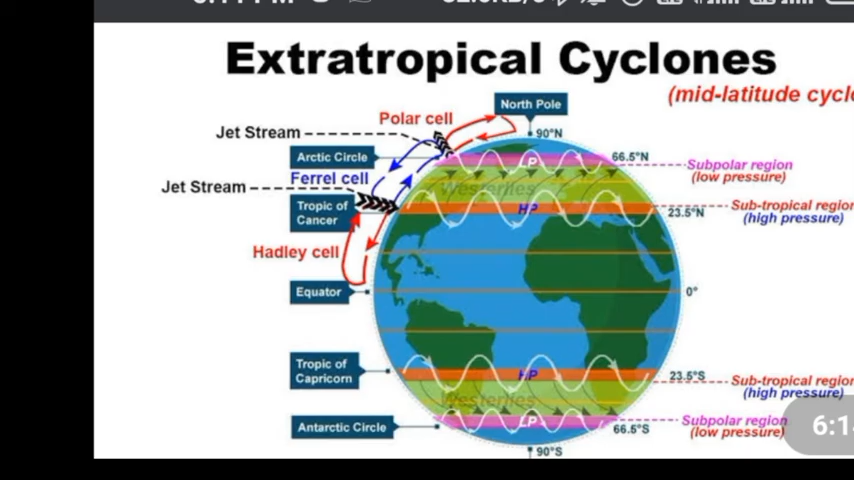 Extratropical Cyclones
(mid-latitude cycl
North Pole
Polar cell
90°N
Jet Stream
Arctic Circle
LP
66.5°N
Subpolar region
(low pressure)
Ferrel cell
Westerlies
Jet Stream
Tropic of
Cancer
HP
23.5°N
Sub-tropical region
(high pressure)
Hadley cell
Equator
0°
Tropic of
Capricorn
HP
23.5°S
Sub-tropical region
(high pressure)
Westerlies
Antarctic Circle
LP
66.5°S
Subpolar region
(low pressure)
6:1
90°S